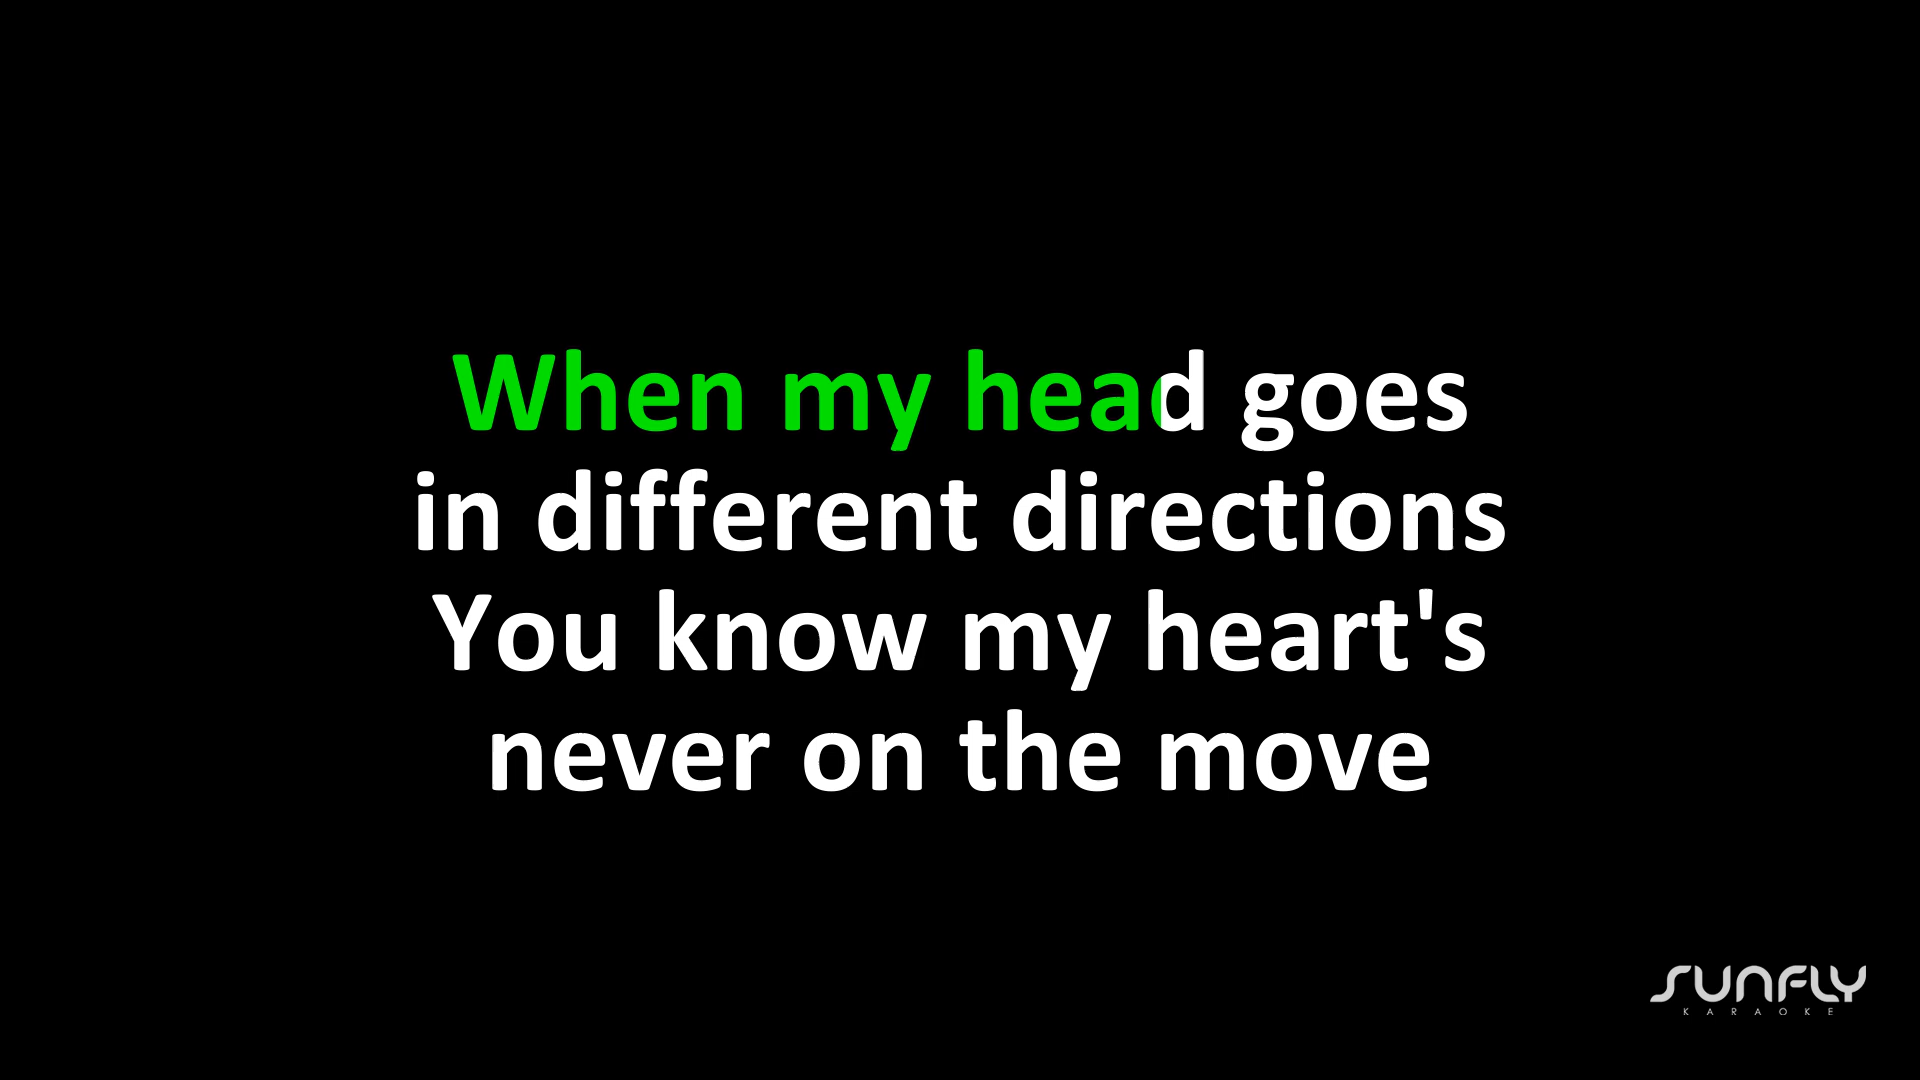 When my head goes
in different directions
You know my heart's
never on the move
SUNFLY
KARAOKE